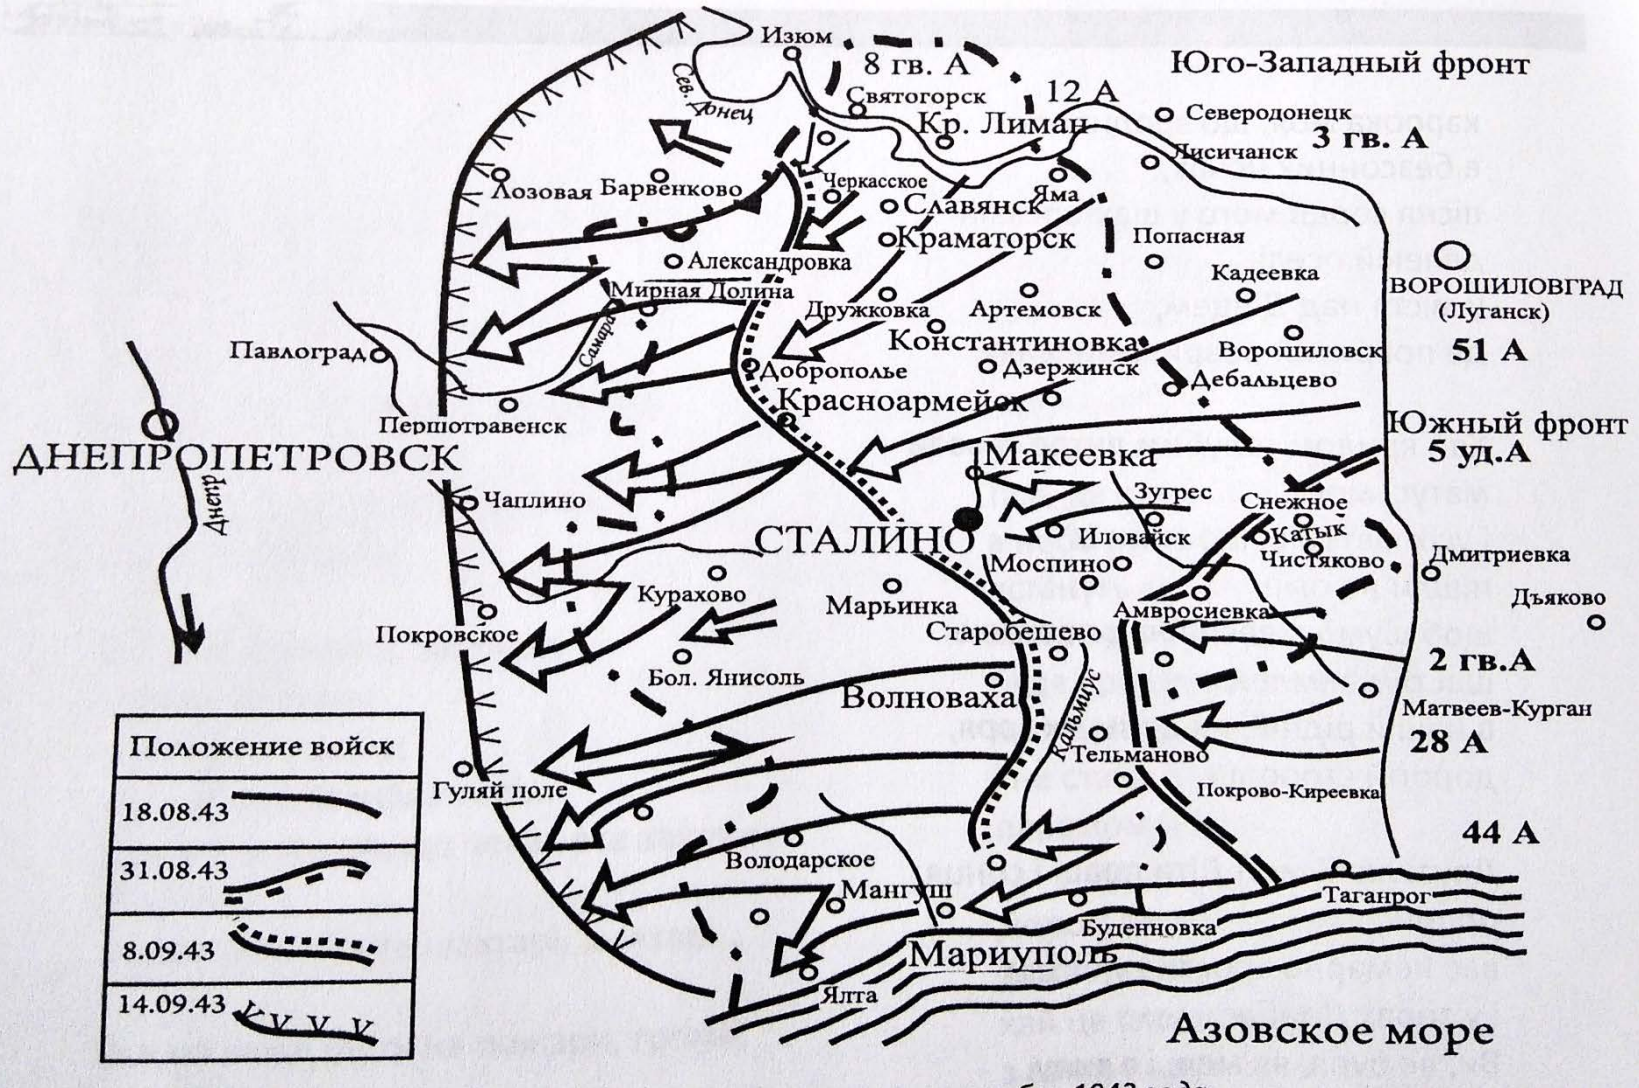 Изюм
8 гв. А
Юго-Западный фронт
Сев. Донец
Святогорск
12 А
Северодонецк
Кр. Лиман
3 гв. А
Лисичанск
Лозовая
Барвенково
Черкасское
Славянск
Яма
Краматорск
Попасная
Александровка
Кадеевка
ВОРОШИЛОВГРАД
(Луганск)
Мирная Долина
Дружковка
Артемовск
Самара
Константиновка
Ворошиловск
51 А
Павлоград
Доброполье
Дзержинск
Дебальцево
Красноармейск
Першотравенск
Южный фронт
5 уд.А
ДНЕПРОПЕТРОВСК
Днепр
Макеевка
Чаплино
Зугрес
Снежное
СТАЛИНО
Иловайск
Катык
Чистяково
Дмитриевка
Моспино
Курахово
Марьинка
Амвросиевка
Дъяково
Покровское
Старобешево
2 гв.А
Бол. Янисоль
Волноваха
Кальмиус
Матвеев-Курган
28 А
Тельманово
Гуляй поле
Покрово-Киреевка
44 А
Володарское
Мангуш
Таганрог
Буденновка
Мариуполь
Ялта
Азовское море
Положение войск
18.08.43
31.08.43
8.09.43
14.09.43